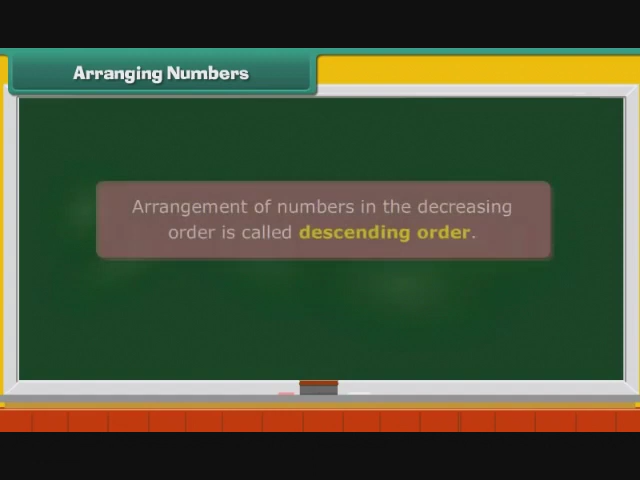 Arranging Numbers
Arrangement of numbers in the decreasing
order is called descending order.